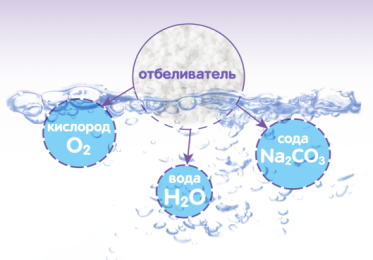 отбеливатель
кислород
O₂
вода
H₂O
сода
Na₂CO₃